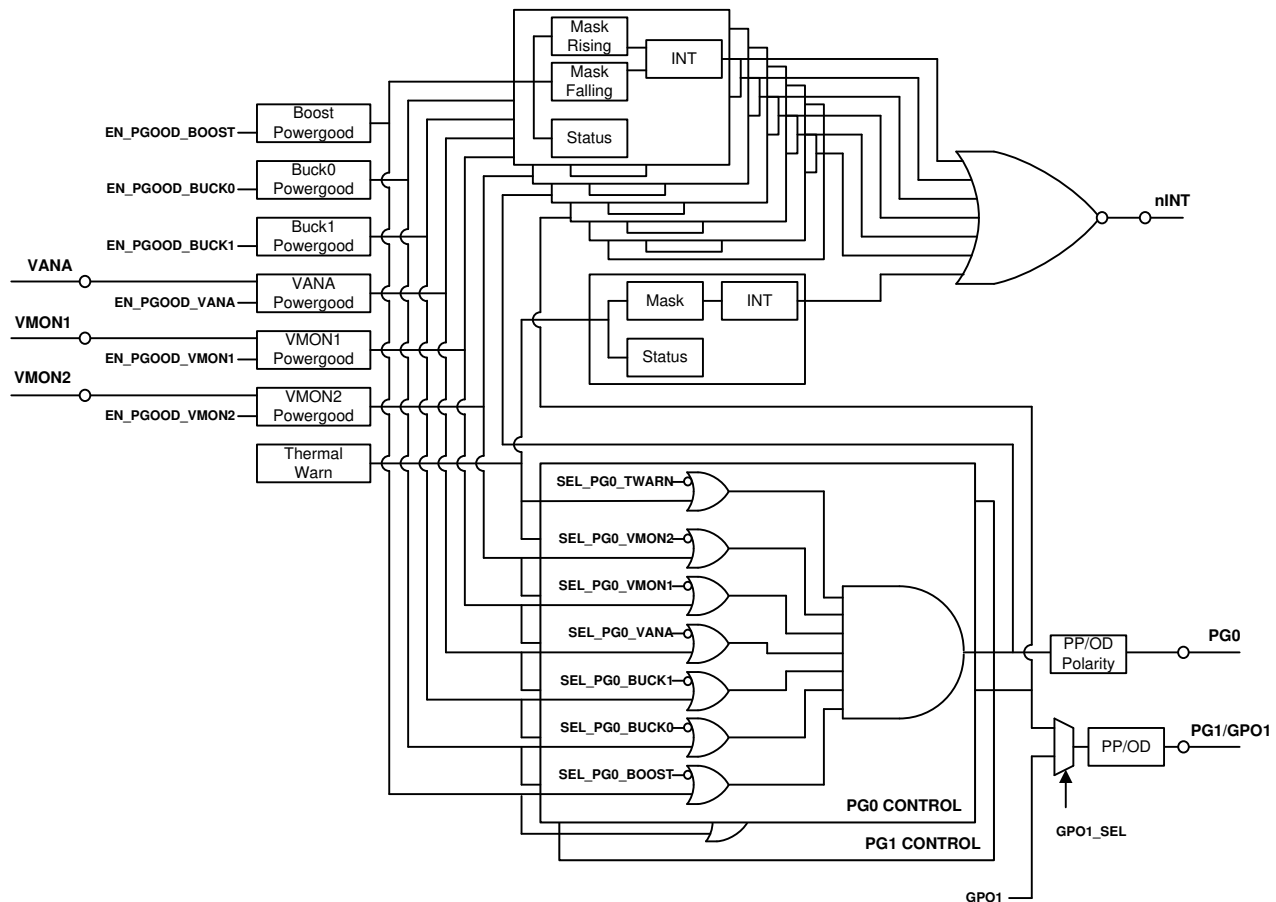 Mask
Rising
INT
Mask
Falling
Status
Boost
Powergood
EN_PGOOD_BOOST
Buck0
Powergood
EN_PGOOD_BUCK0
Buck1
Powergood
EN_PGOOD_BUCK1
nINT
VANA
VANA
Powergood
EN_PGOOD_VANA
Mask
INT
Status
VMON1
VMON1
Powergood
EN_PGOOD_VMON1
VMON2
VMON2
Powergood
EN_PGOOD_VMON2
Thermal
Warn
SEL_PG0_TWARN
SEL_PG0_VMON2
SEL_PG0_VMON1
SEL_PG0_VANA
SEL_PG0_BUCK1
SEL_PG0_BUCK0
SEL_PG0_BOOST
PG0 CONTROL
PG1 CONTROL
PP/OD
Polarity
PG0
PP/OD
PG1/GPO1
GPO1_SEL
GPO1